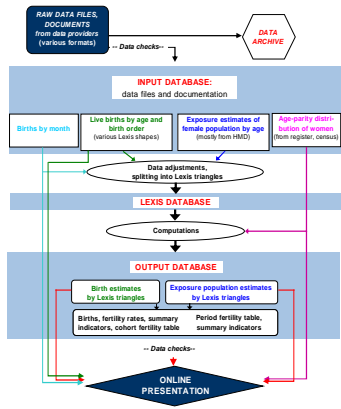 RAW DATA FILES,
DOCUMENTS
from data providers
(various formats)
DATA
ARCHIVE
-- Data checks--
INPUT DATABASE:
data files and documentation
Births by month
Live births by age and
birth order
(various Lexis shapes)
Exposure estimates of
female population by age
(mostly from HMD)
Age-parity distri-
bution of women
(from register, census)
Data adjustments,
splitting into Lexis triangles
LEXIS DATABASE
Computations
OUTPUT DATABASE
Birth estimates
by Lexis triangles
Exposure population estimates
by Lexis triangles
Births, fertility rates, summary
indicators, cohort fertility table
Period fertility table,
summary indicators
-- Data checks--
ONLINE
PRESENTATION